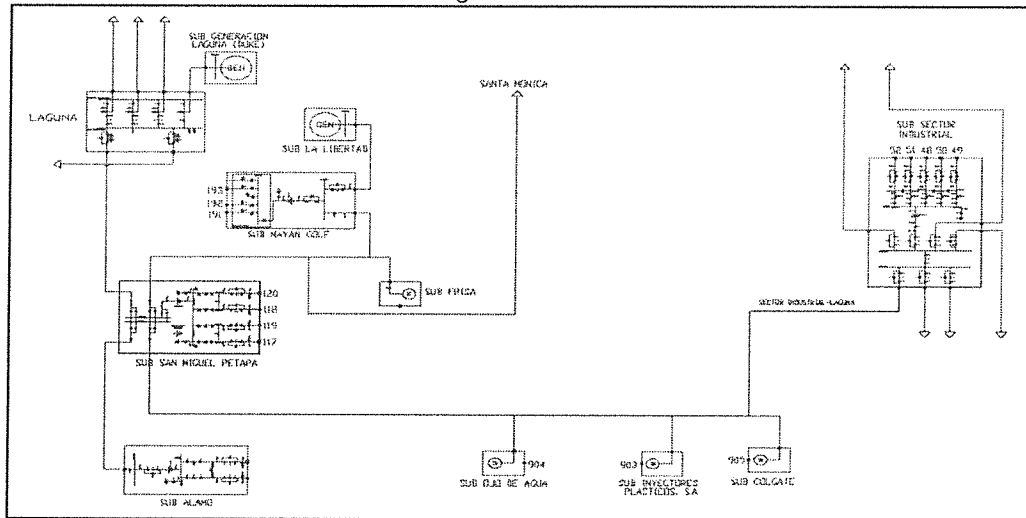 SUB GENERACION
LAGUNA (DUKE)
GEN
LAGUNA
SANTA MONICA
GEN
SUB LA LIBERTAD
193
192
191
SUB MAYAN GOLF
SUB SECTOR
INDUSTRIAL
52 51 48 50 49
SUB FRISA
120
118
119
117
SUB SAN MIGUEL PETAPA
SECTOR INDUSTRIAL-LAGUNA
904
SUB OJO DE AGUA
903
SUB INYECTORES
PLASTICOS, S.A
905
SUB COLGATE
SUB ALAMO